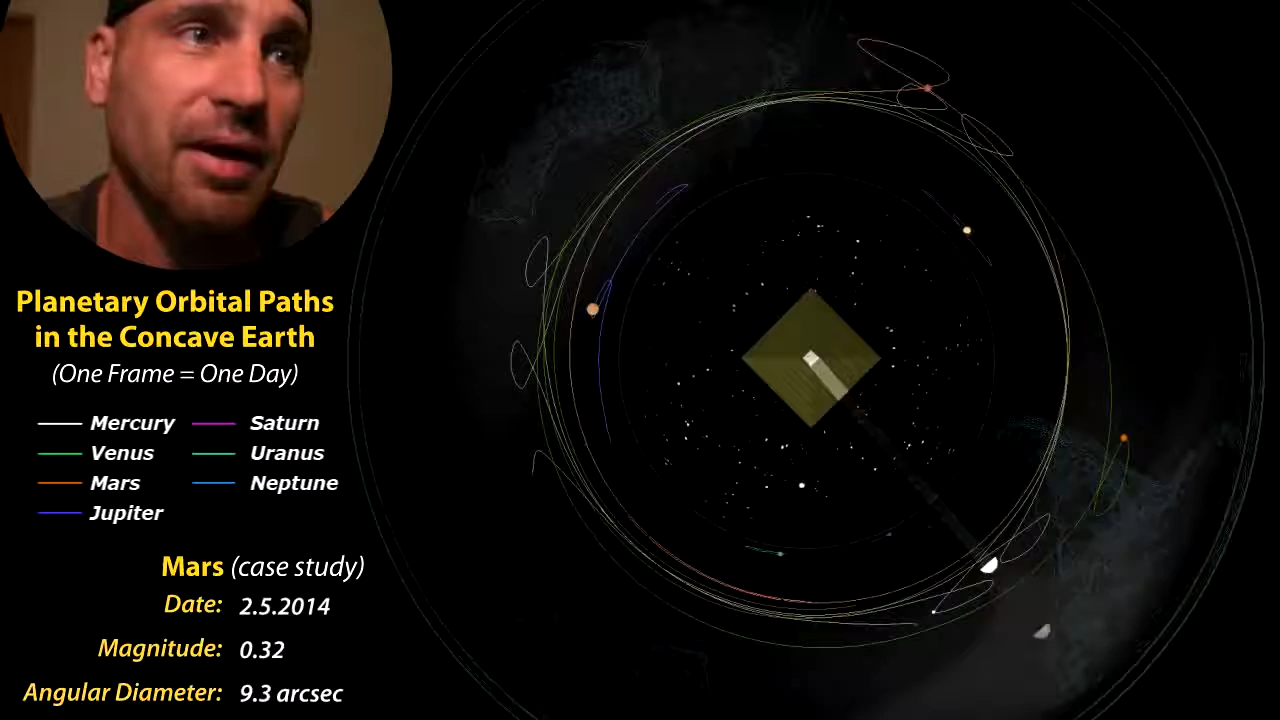 Planetary Orbital Paths
in the Concave Earth
(One Frame = One Day)
Mercury Saturn
Venus Uranus
Mars Neptune
Jupiter
Mars (case study)
Date: 2.5.2014
Magnitude: 0.32
Angular Diameter: 9.3 arcsec